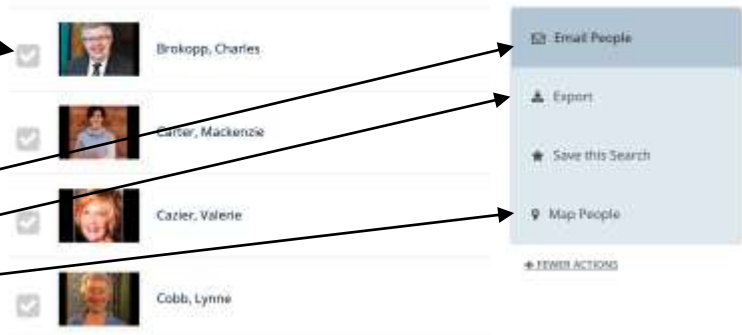 Brokopp, Charles
Carter, Mackenzie
Cazier, Valerie
Cobb, Lynne
Email People
Export
Save this Search
Map People
FEWER ACTIONS